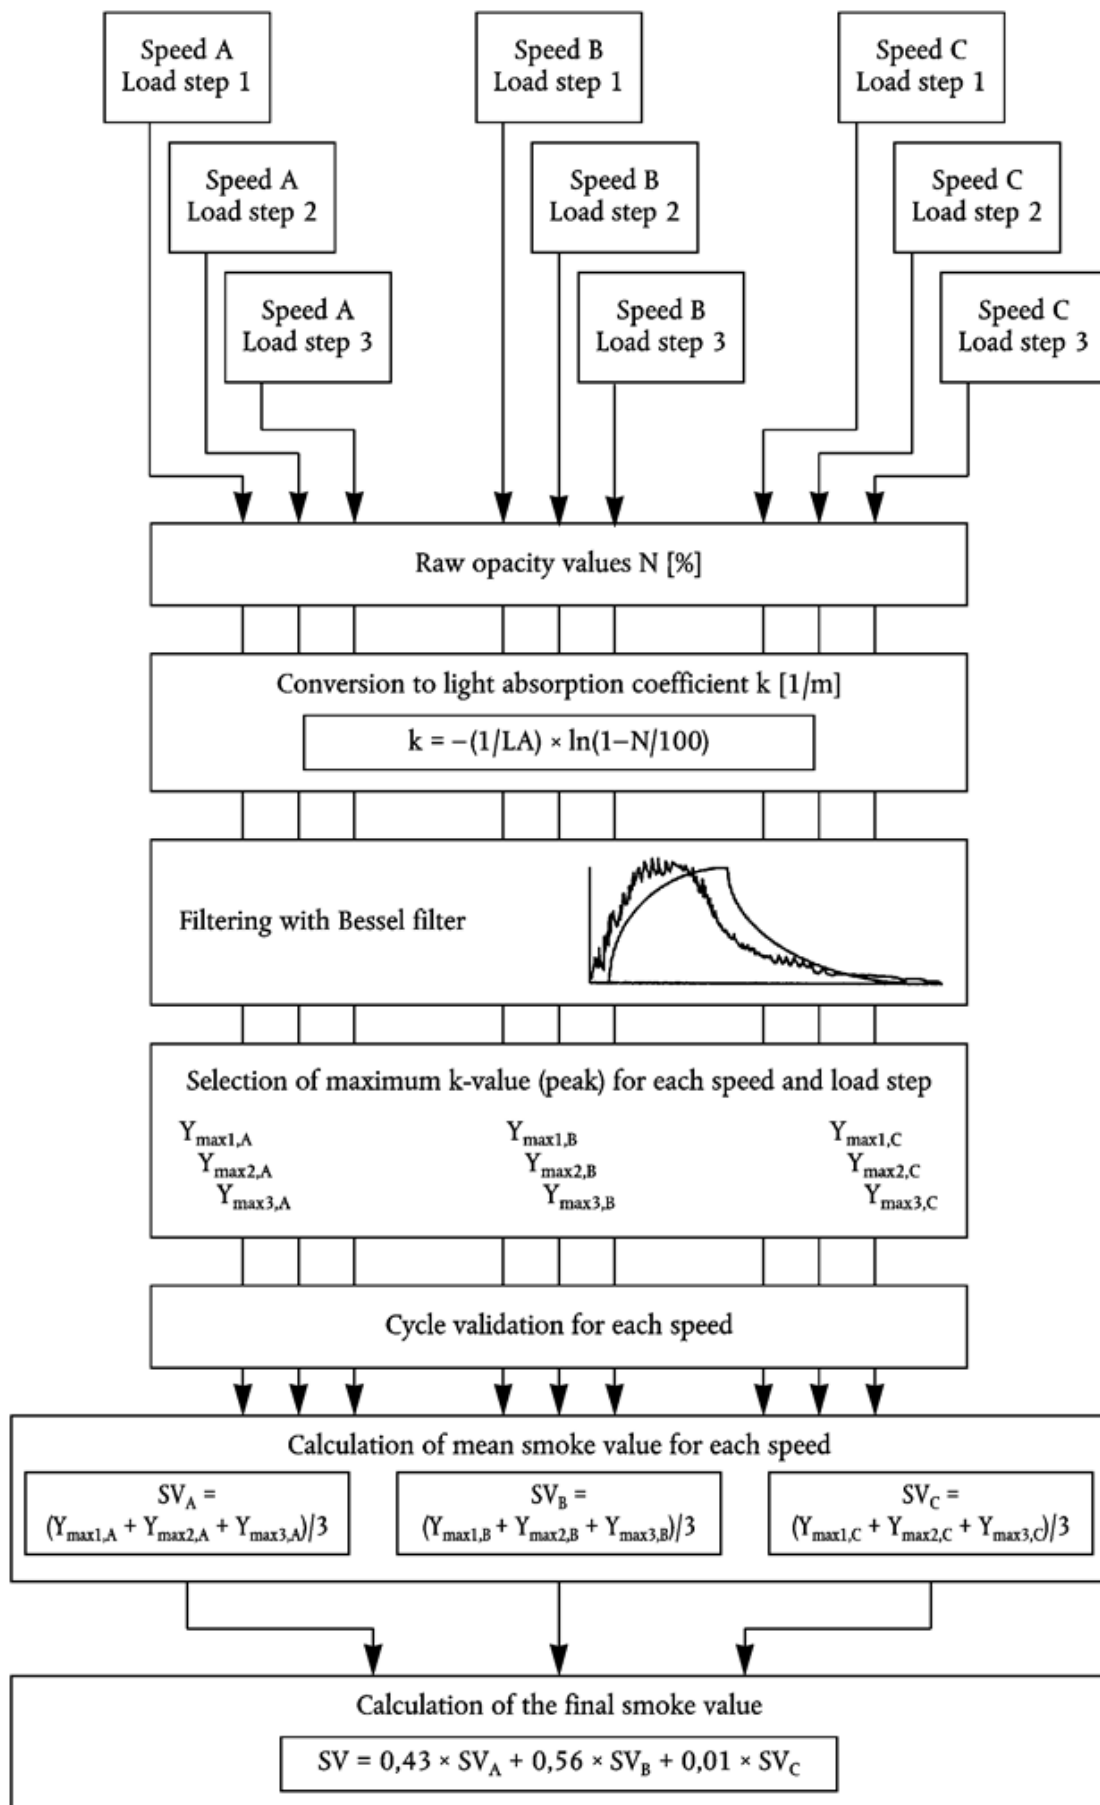 Speed A
Load step 1
Speed B
Load step 1
Speed C
Load step 1
Speed A
Load step 2
Speed B
Load step 2
Speed C
Load step 2
Speed A
Load step 3
Speed B
Load step 3
Speed C
Load step 3
Raw opacity values N [%]
Conversion to light absorption coefficient k [1/m]
k = −(1/LA) × ln(1−N/100)
Filtering with Bessel filter
Selection of maximum k-value (peak) for each speed and load step
Ymax1,A
Ymax2,A
Ymax3,A
Ymax1,B
Ymax2,B
Ymax3,B
Ymax1,C
Ymax2,C
Ymax3,C
Cycle validation for each speed
Calculation of mean smoke value for each speed
SVA =
(Ymax1,A + Ymax2,A + Ymax3,A)/3
SVB =
(Ymax1,B + Ymax2,B + Ymax3,B)/3
SVC =
(Ymax1,C + Ymax2,C + Ymax3,C)/3
Calculation of the final smoke value
SV = 0,43 × SVA + 0,56 × SVB + 0,01 × SVC